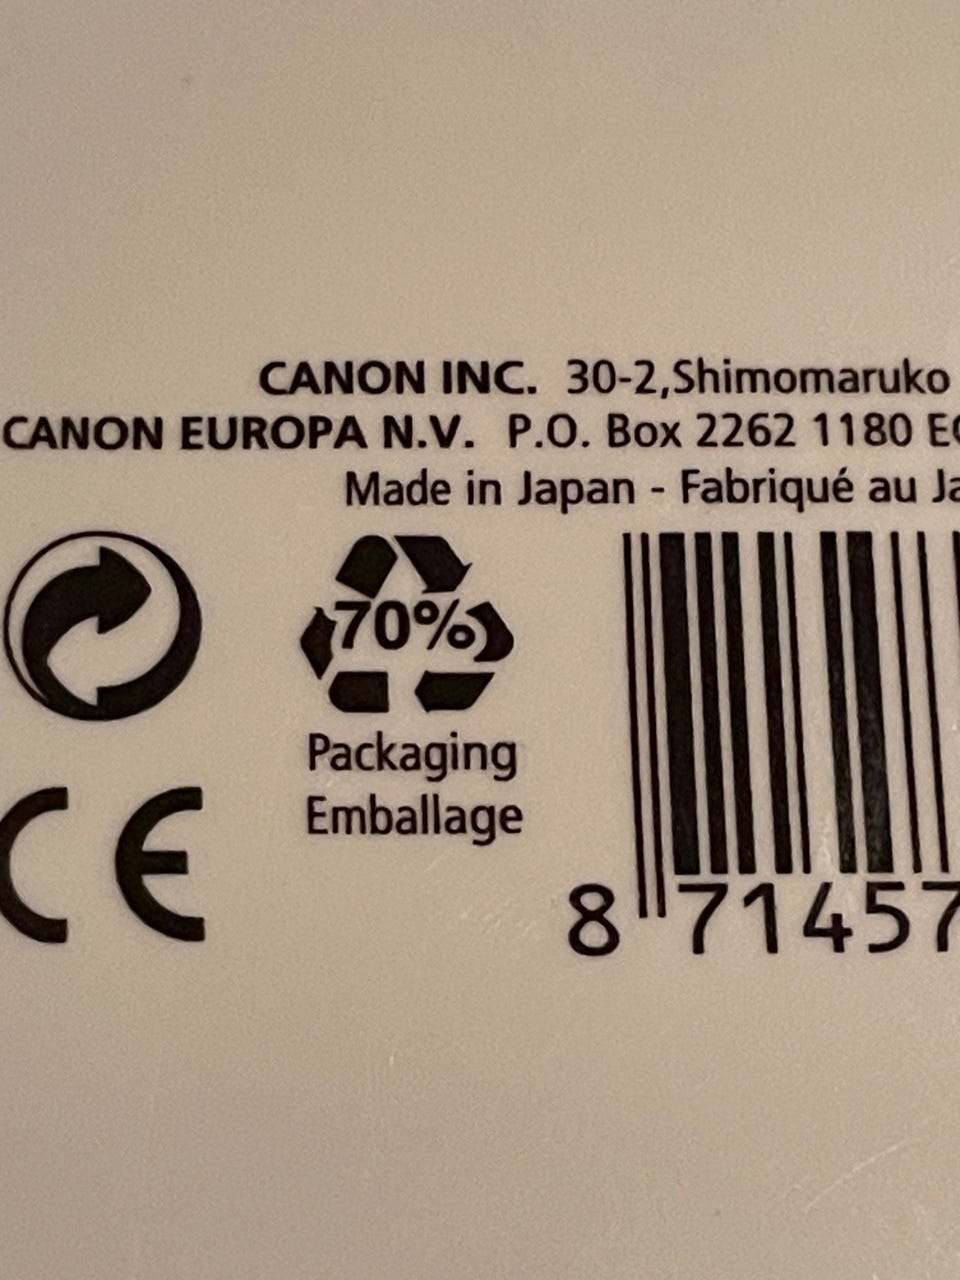 CANON INC. 30-2,Shimomaruko
CANON EUROPA N.V. P.O. Box 2262 1180
Made in Japan - Fabriqué au
70%
Packaging
Emballage
CE
8 71457